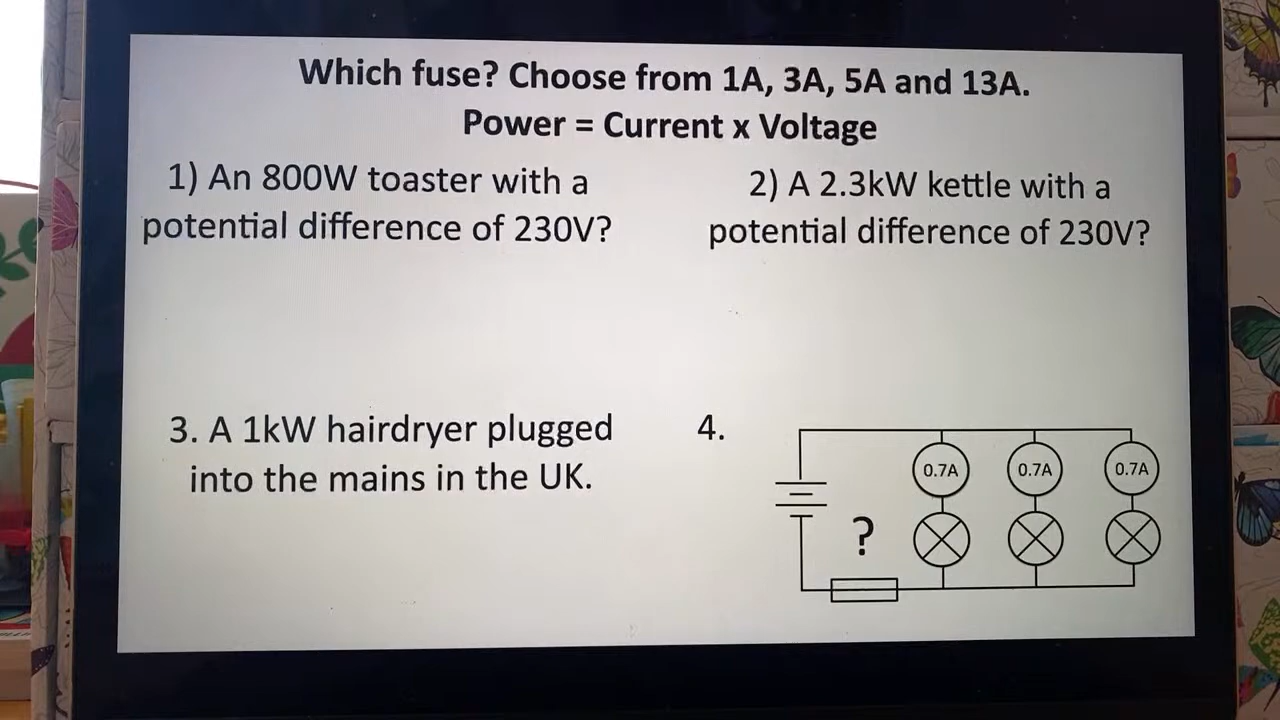 Which fuse? Choose from 1A, 3A, 5A and 13A.
Power = Current x Voltage
1) An 800W toaster with a
potential difference of 230V?
2) A 2.3kW kettle with a
potential difference of 230V?
3. A 1kW hairdryer plugged
into the mains in the UK.
4.
0.7A 0.7A 0.7A
?